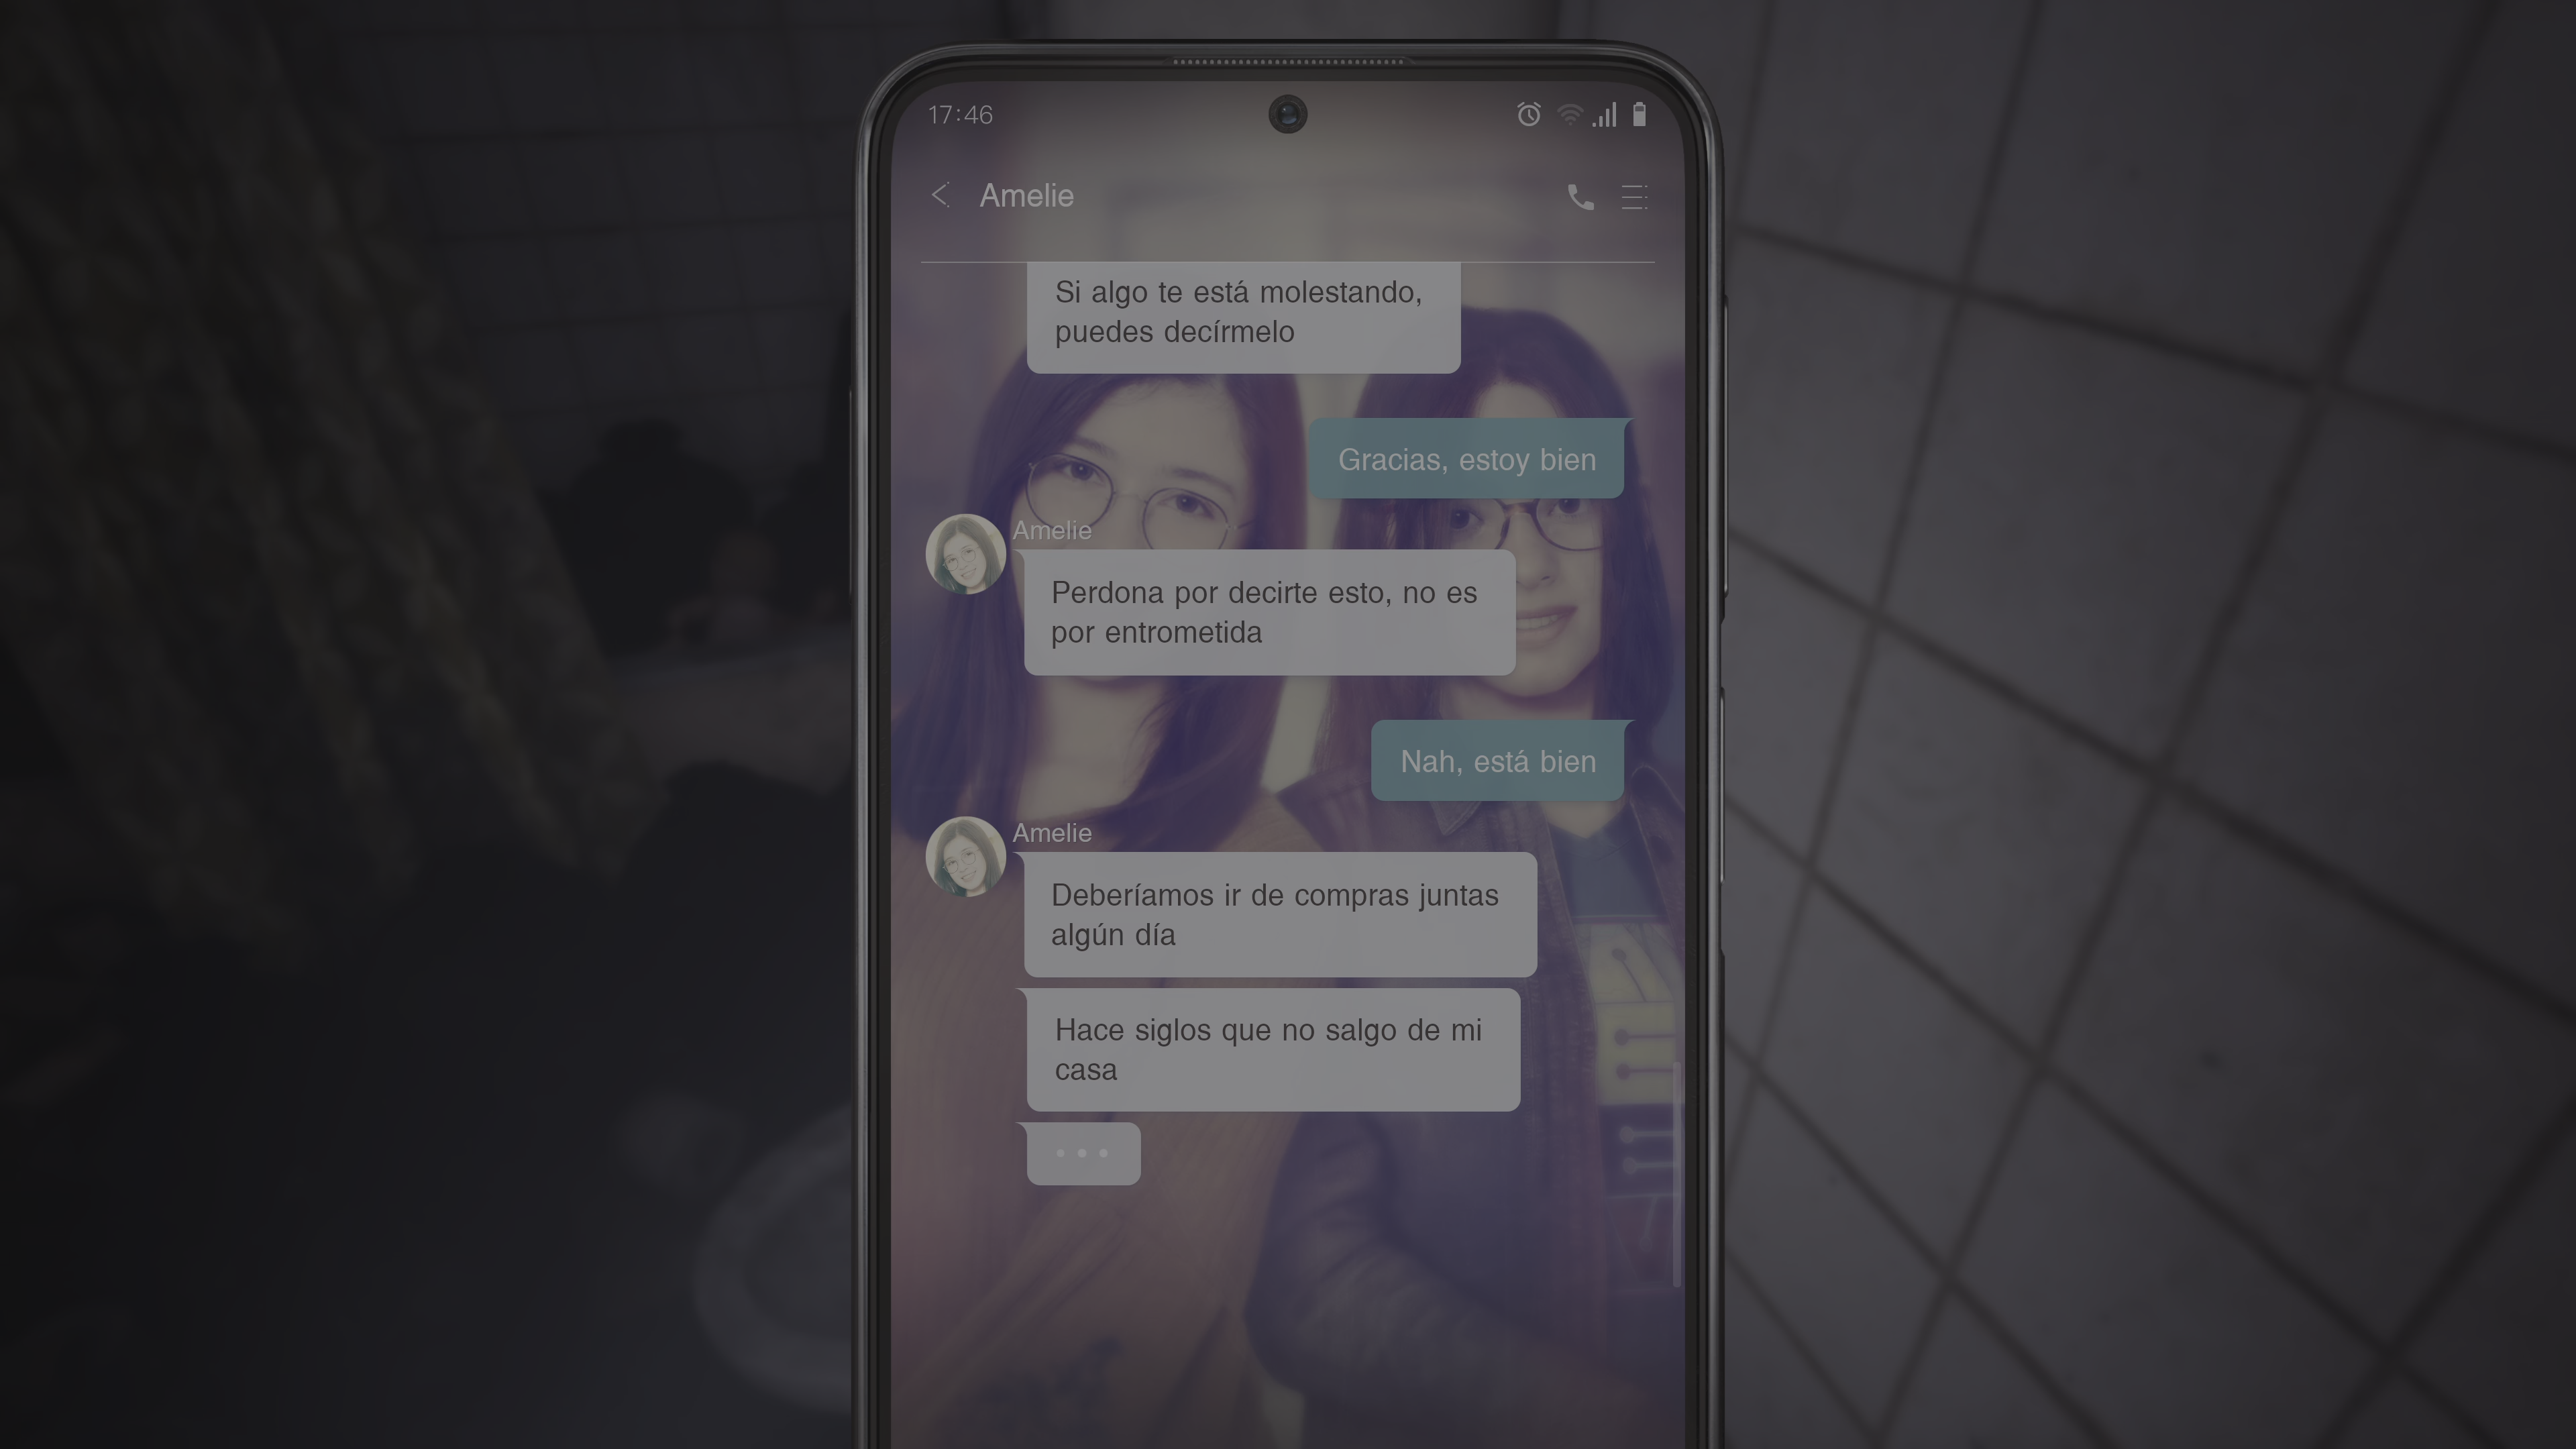 17:46
Amelie
Si algo te está molestando,
puedes decírmelo
Gracias, estoy bien
Amelie
Perdona por decirte esto, no es
por entrometida
Nah, está bien
Amelie
Deberíamos ir de compras juntas
algún día
Hace siglos que no salgo de mi
casa